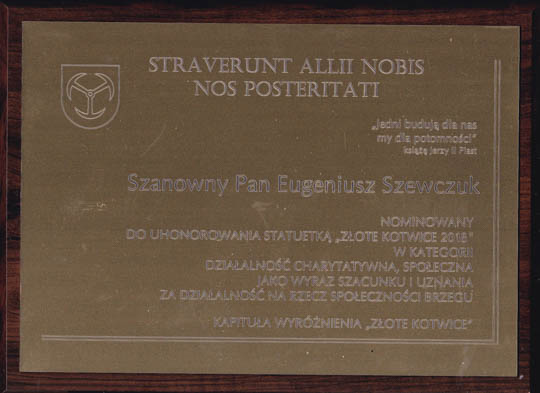 STRAVERUNT ALLII NOBIS
NOS POSTERITATI
„Jedni budują dla nas
my dla potomności"
książę Jerzy II Piast
Szanowny Pan Eugeniusz Szewczuk
NOMINOWANY
DO UHONOROWANIA STATUETKĄ „ZŁOTE KOTWICE 2018"
W KATEGORII
DZIAŁALNOŚĆ CHARYTATYWNA, SPOŁECZNA
JAKO WYRAZ SZACUNKU I UZNANIA
ZA DZIAŁALNOŚĆ NA RZECZ SPOŁECZNOŚCI BRZEGU
KAPITUŁA WYRÓŻNIENIA „ZŁOTE KOTWICE"